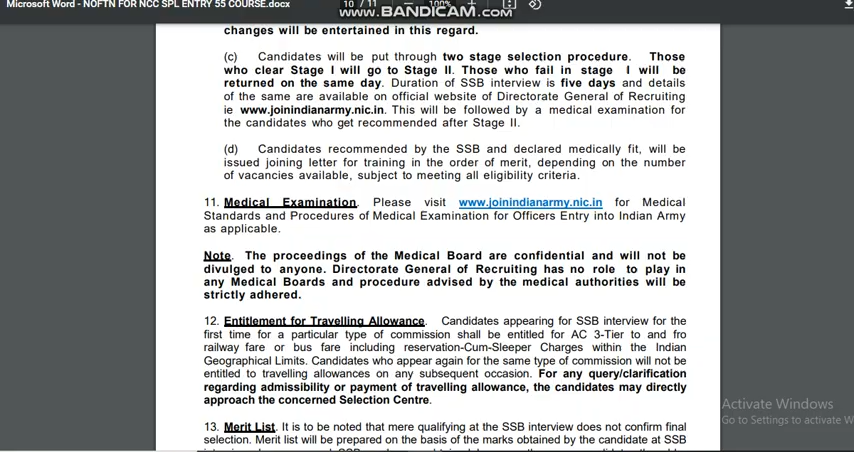 Microsoft Word - NOFTN FOR NCC SPL ENTRY 55 COURSE.docx
10 / 11
100%
www.BANDICAM.com
changes will be entertained in this regard.
(c) Candidates will be put through two stage selection procedure. Those
who clear Stage I will go to Stage II. Those who fail in stage I will be
returned on the same day. Duration of SSB interview is five days and details
of the same are available on official website of Directorate General of Recruiting
ie www.joinindianarmy.nic.in. This will be followed by a medical examination for
the candidates who get recommended after Stage II.
(d) Candidates recommended by the SSB and declared medically fit, will be
issued joining letter for training in the order of merit, depending on the number
of vacancies available, subject to meeting all eligibility criteria.
11. Medical Examination. Please visit www.joinindianarmy.nic.in for Medical
Standards and Procedures of Medical Examination for Officers Entry into Indian Army
as applicable.
Note. The proceedings of the Medical Board are confidential and will not be
divulged to anyone. Directorate General of Recruiting has no role to play in
any Medical Boards and procedure advised by the medical authorities will be
strictly adhered.
12. Entitlement for Travelling Allowance. Candidates appearing for SSB interview for the
first time for a particular type of commission shall be entitled for AC 3-Tier to and fro
railway fare or bus fare including reservation-Cum-Sleeper Charges within the Indian
Geographical Limits. Candidates who appear again for the same type of commission will not be
entitled to travelling allowances on any subsequent occasion. For any query/clarification
regarding admissibility or payment of travelling allowance, the candidates may directly
approach the concerned Selection Centre.
13. Merit List. It is to be noted that mere qualifying at the SSB interview does not confirm final
selection. Merit list will be prepared on the basis of the marks obtained by the candidate at SSB
Activate Windows
Go to Settings to activate W